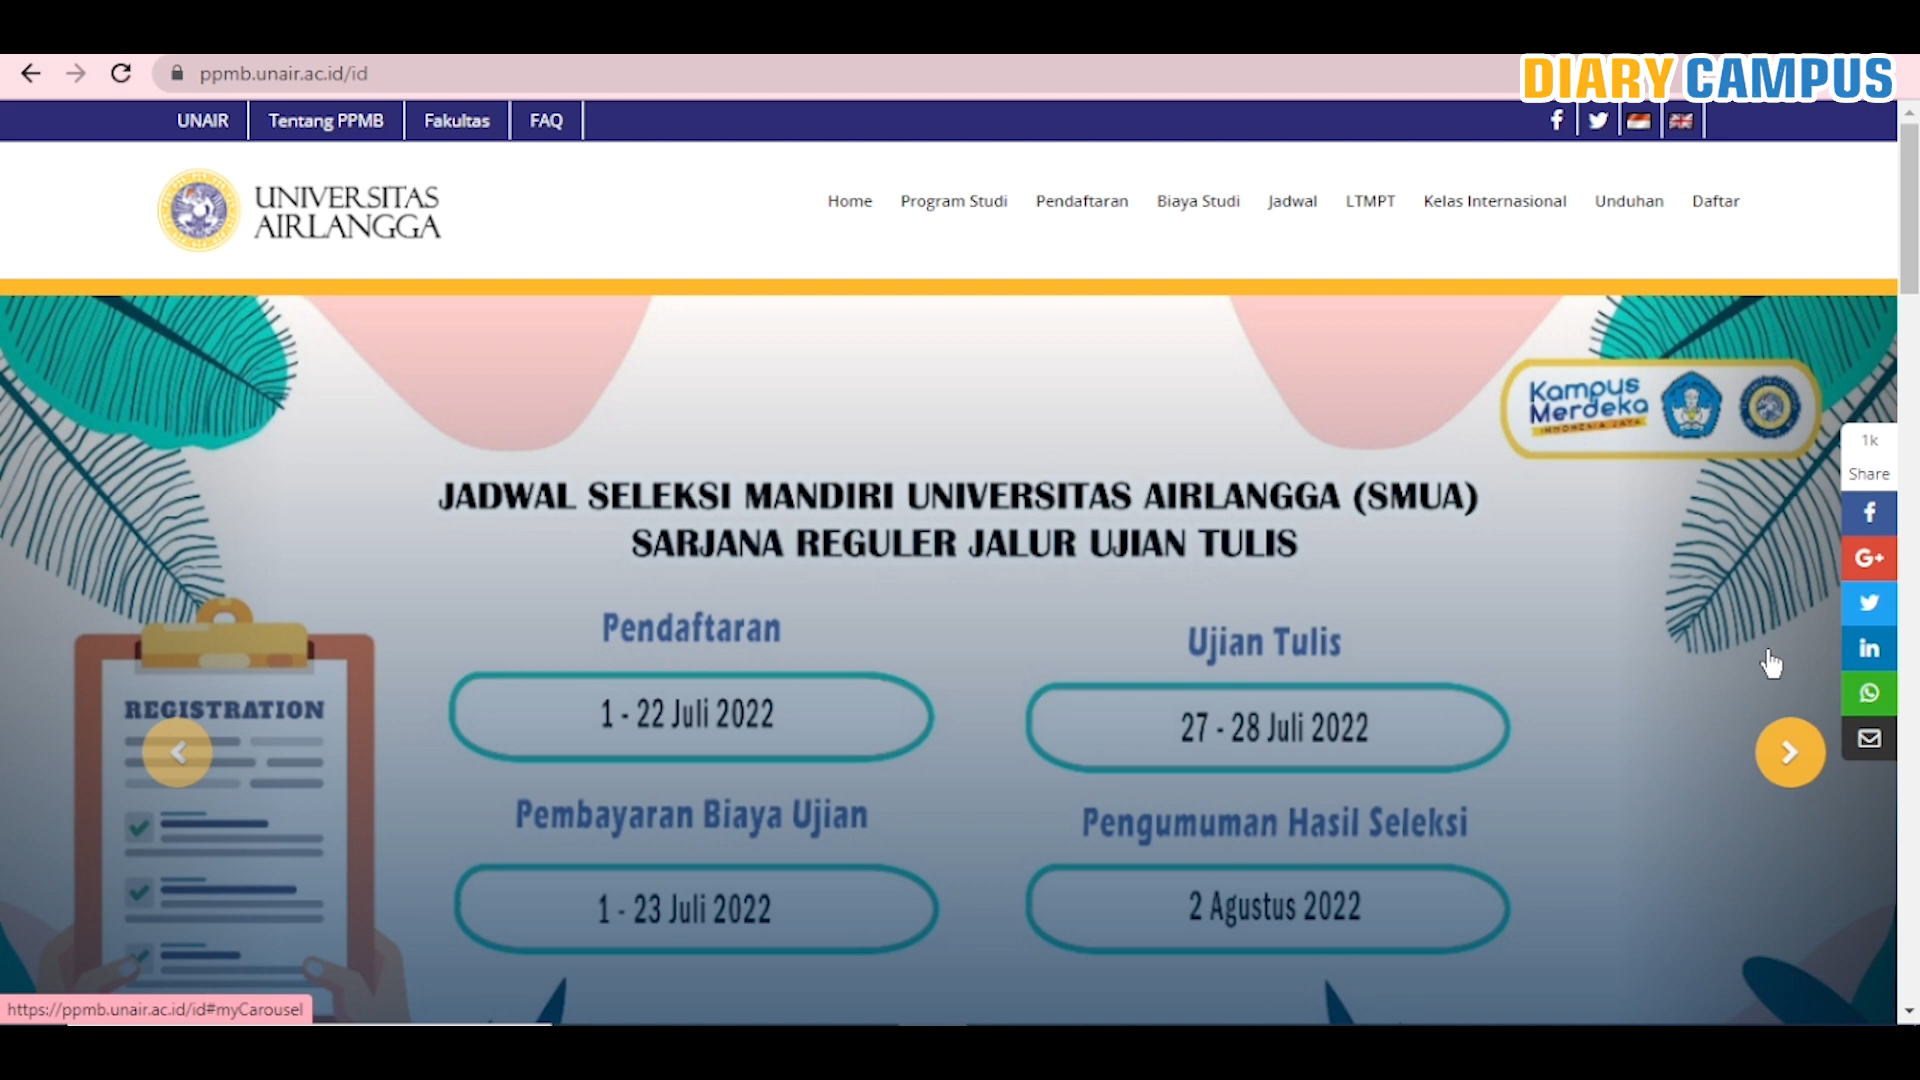 DIARY CAMPUS
ppmb.unair.ac.id/id
UNAIR Tentang PPMB Fakultas FAQ
UNIVERSITAS
AIRLANGGA
Home Program Studi Pendaftaran Biaya Studi Jadwal LTMPT Kelas Internasional Unduhan Daftar
Kampus
Merdeka
INDONESIA JAYA
1k
Share
JADWAL SELEKSI MANDIRI UNIVERSITAS AIRLANGGA (SMUA)
SARJANA REGULER JALUR UJIAN TULIS
Pendaftaran
1 - 22 Juli 2022
Ujian Tulis
27 - 28 Juli 2022
Pembayaran Biaya Ujian
1 - 23 Juli 2022
Pengumuman Hasil Seleksi
2 Agustus 2022
REGISTRATION
https://ppmb.unair.ac.id/id#myCarousel